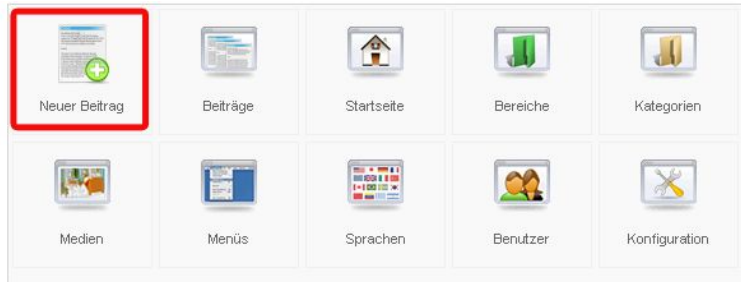 Neuer Beitrag
Beiträge
Startseite
Bereiche
Kategorien
Medien
Menüs
Sprachen
Benutzer
Konfiguration